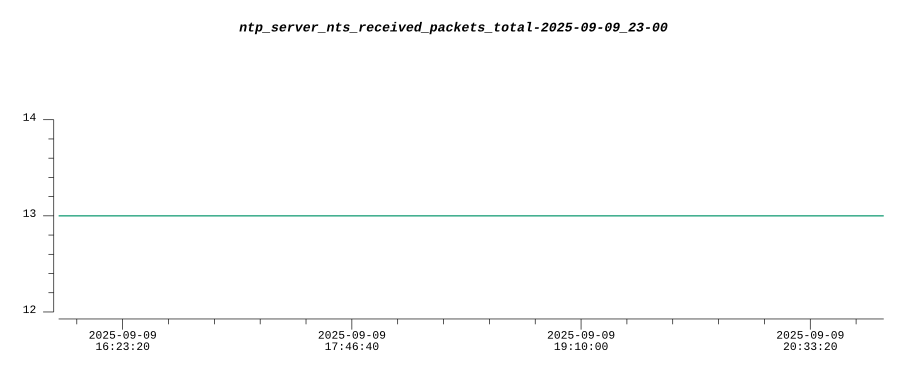 ntp_server_nts_received_packets_total-2025-09-09_23-00
14
13
12
2025-09-09 2025-09-09 2025-09-09 2025-09-09
16:23:20 17:46:40 19:10:00 20:33:20